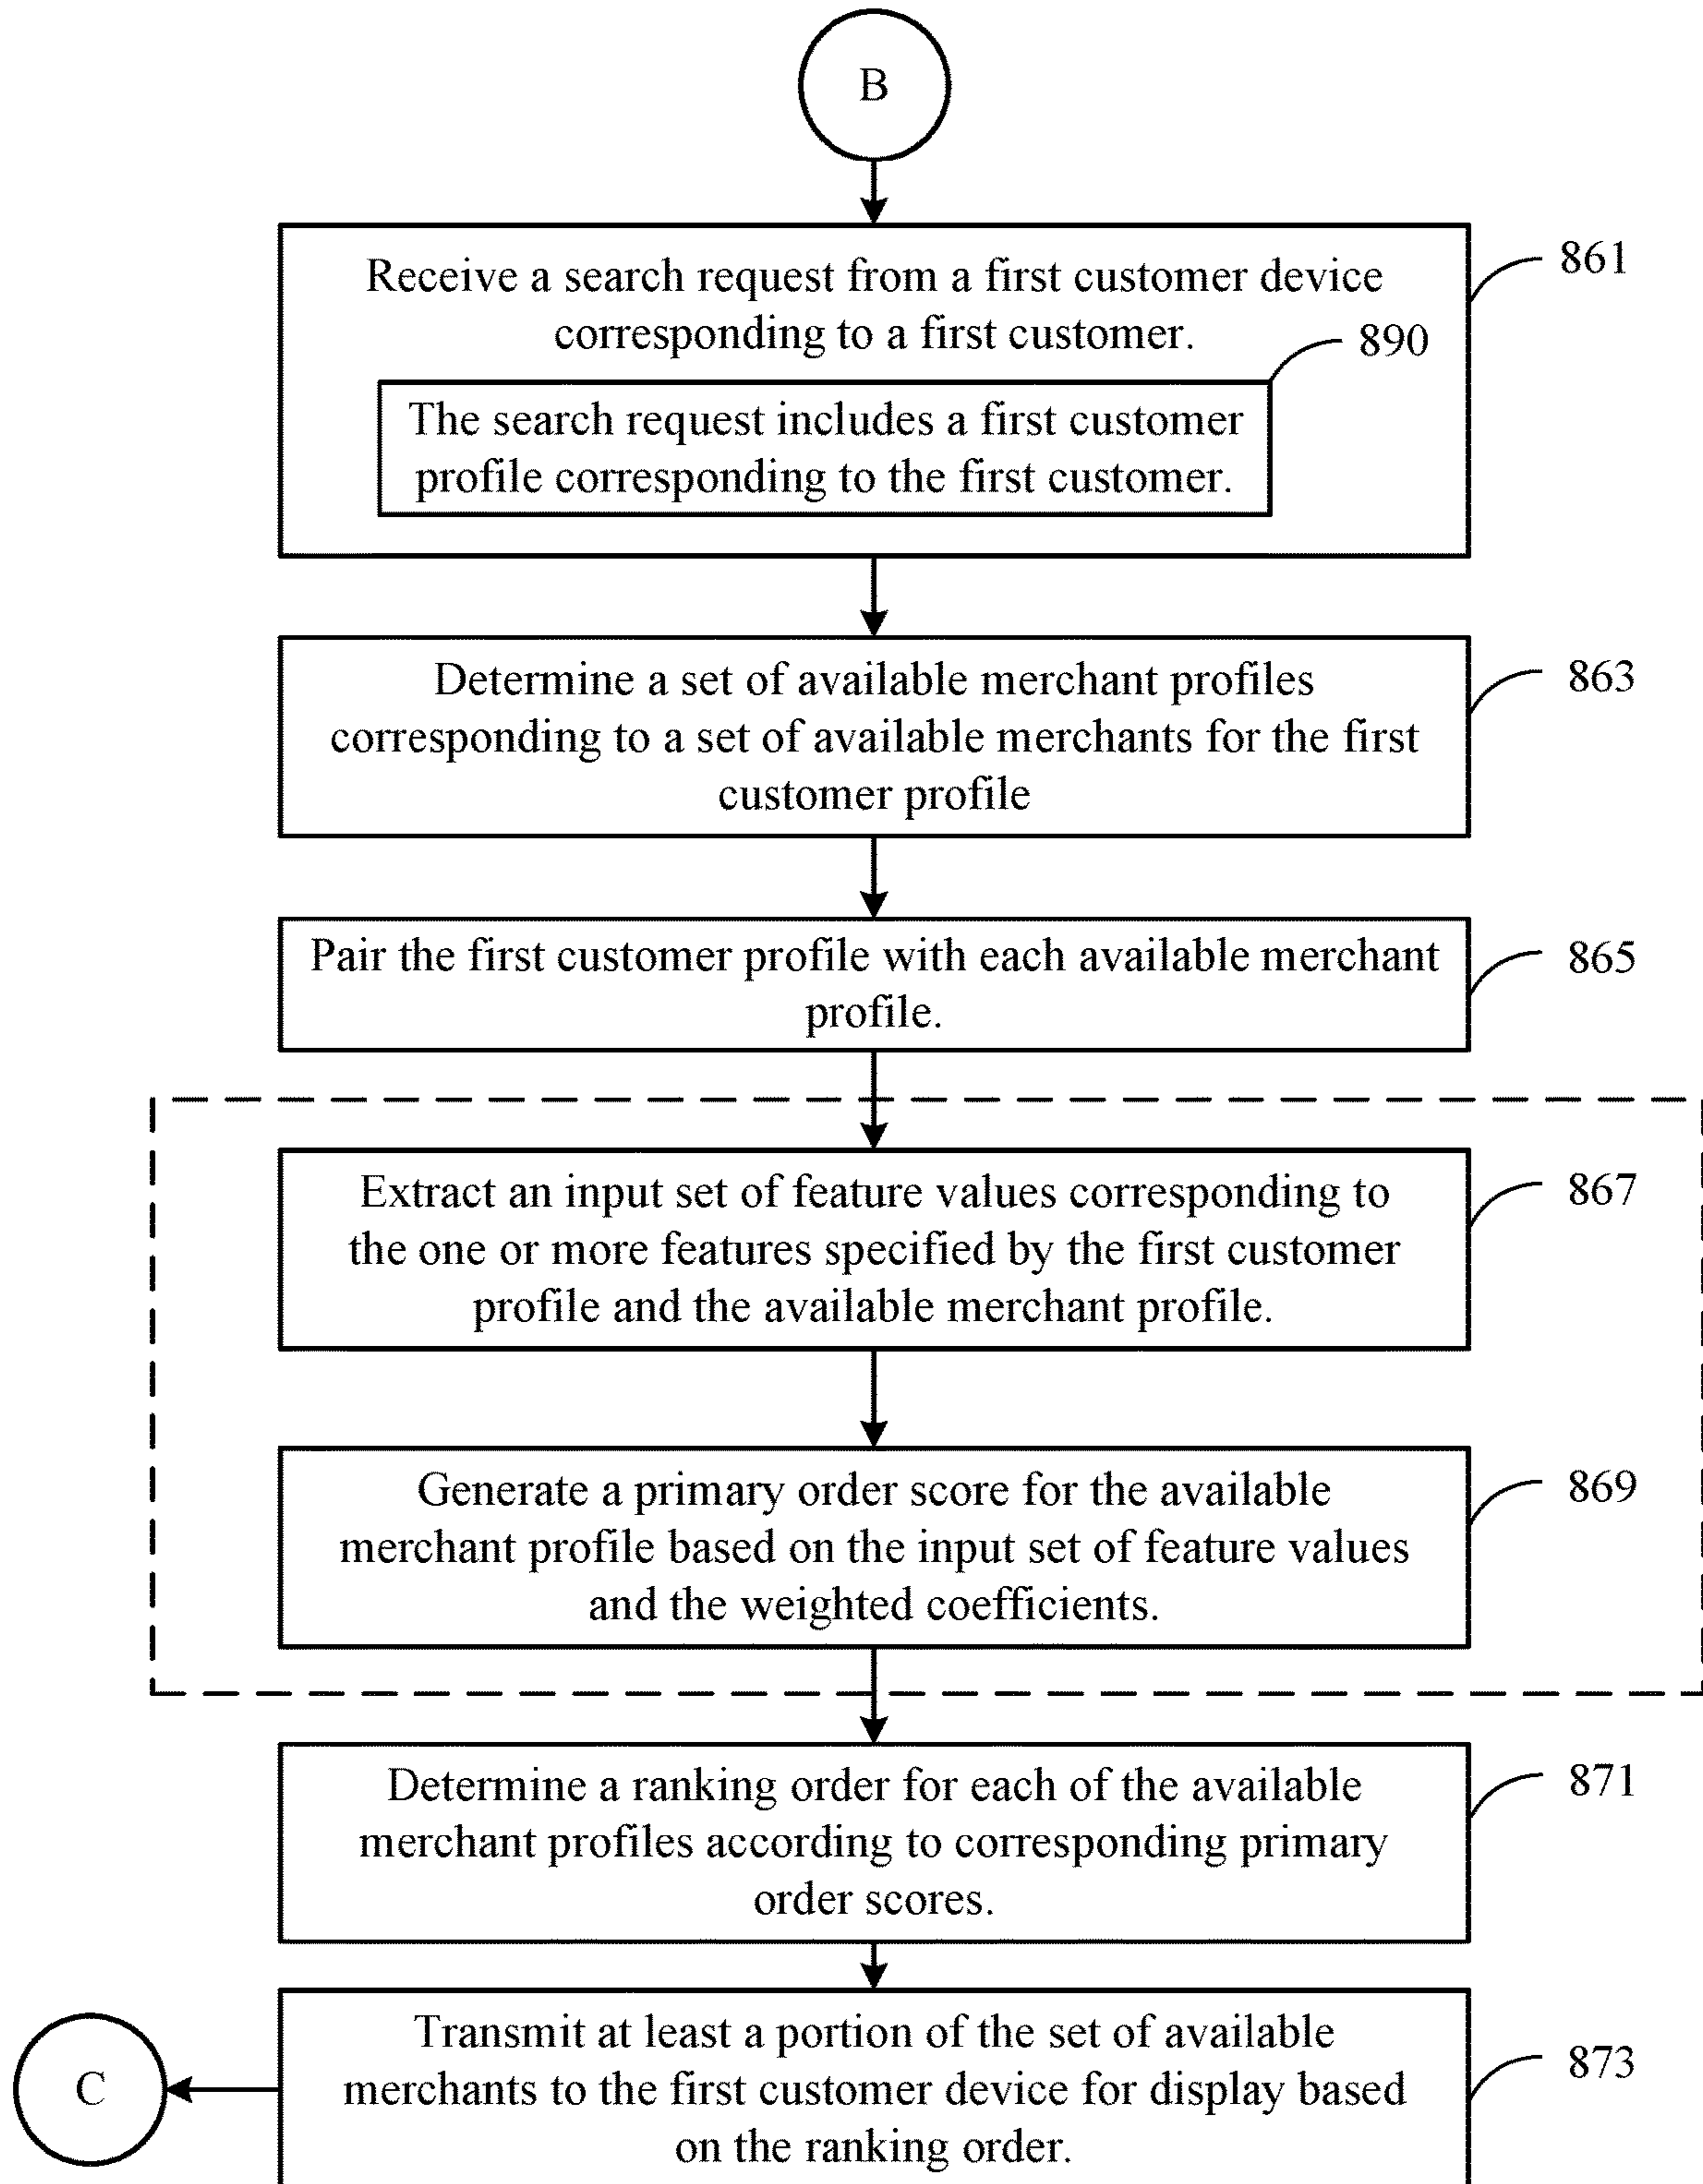 B
Receive a search request from a first customer device
corresponding to a first customer.
861
890
The search request includes a first customer
profile corresponding to the first customer.
Determine a set of available merchant profiles
corresponding to a set of available merchants for the first
customer profile
863
Pair the first customer profile with each available merchant
profile.
865
Extract an input set of feature values corresponding to
the one or more features specified by the first customer
profile and the available merchant profile.
867
Generate a primary order score for the available
merchant profile based on the input set of feature values
and the weighted coefficients.
869
Determine a ranking order for each of the available
merchant profiles according to corresponding primary
order scores.
871
Transmit at least a portion of the set of available
merchants to the first customer device for display based
on the ranking order.
873
C